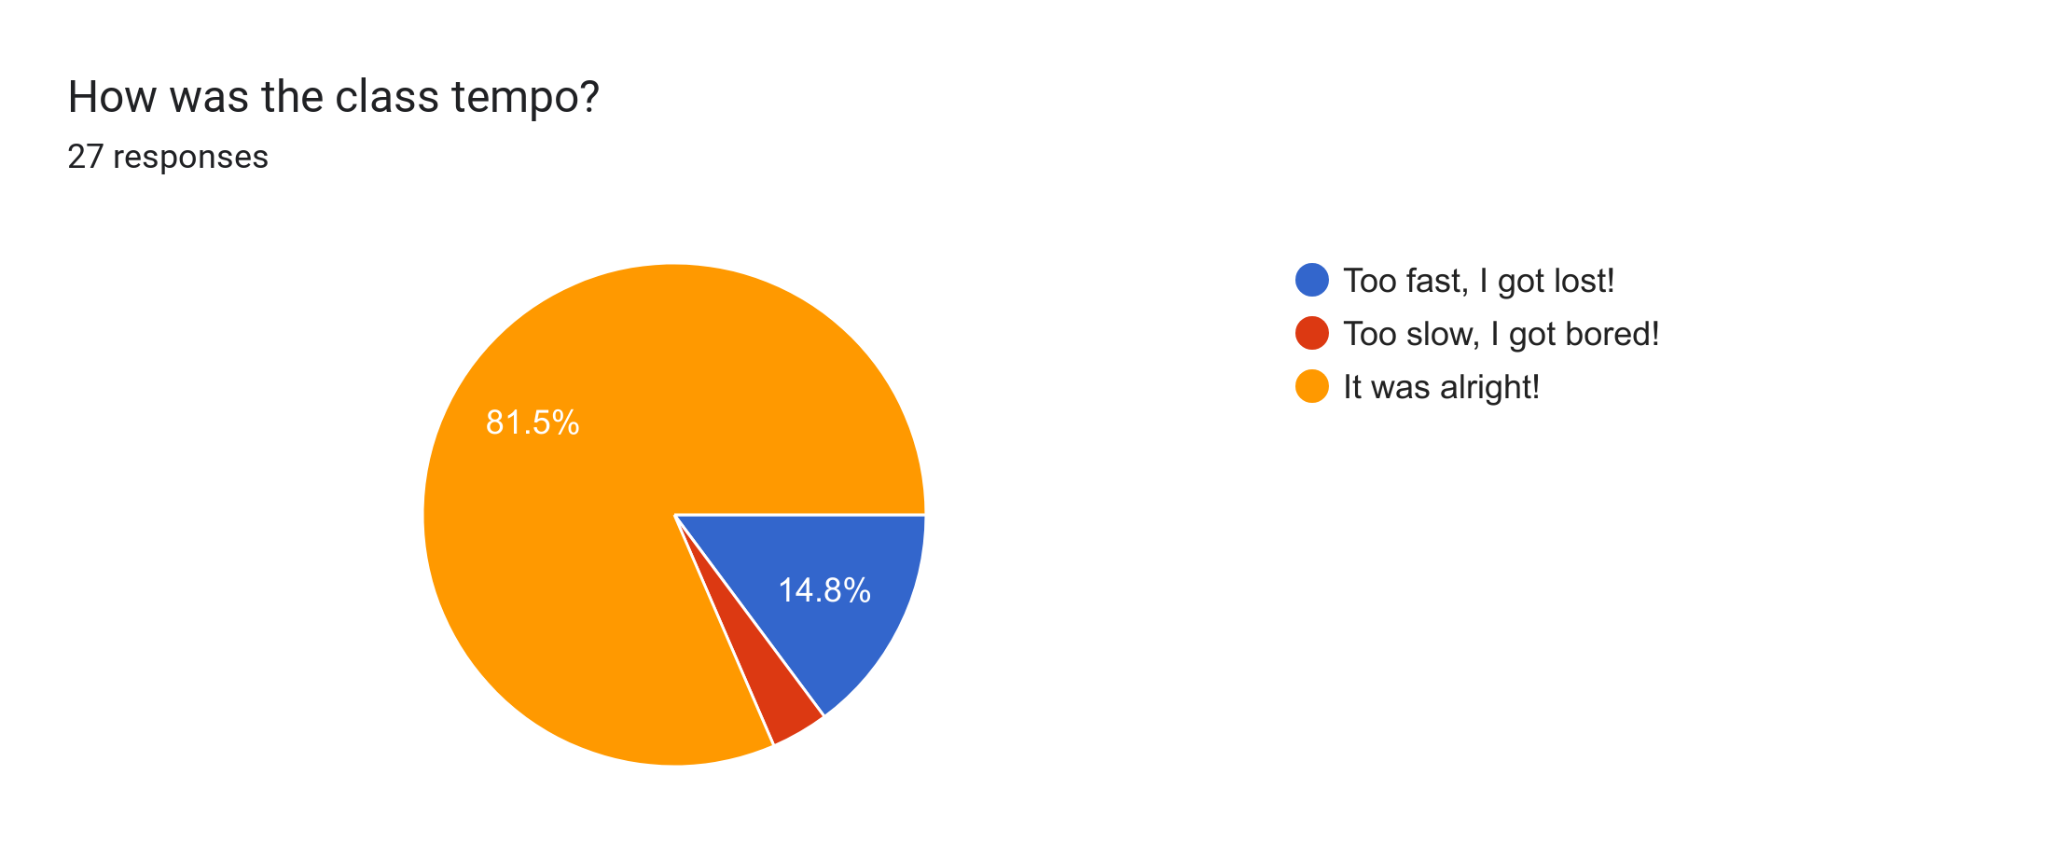 How was the class tempo?
27 responses
Too fast, I got lost!
Too slow, I got bored!
It was alright!
81.5%
14.8%